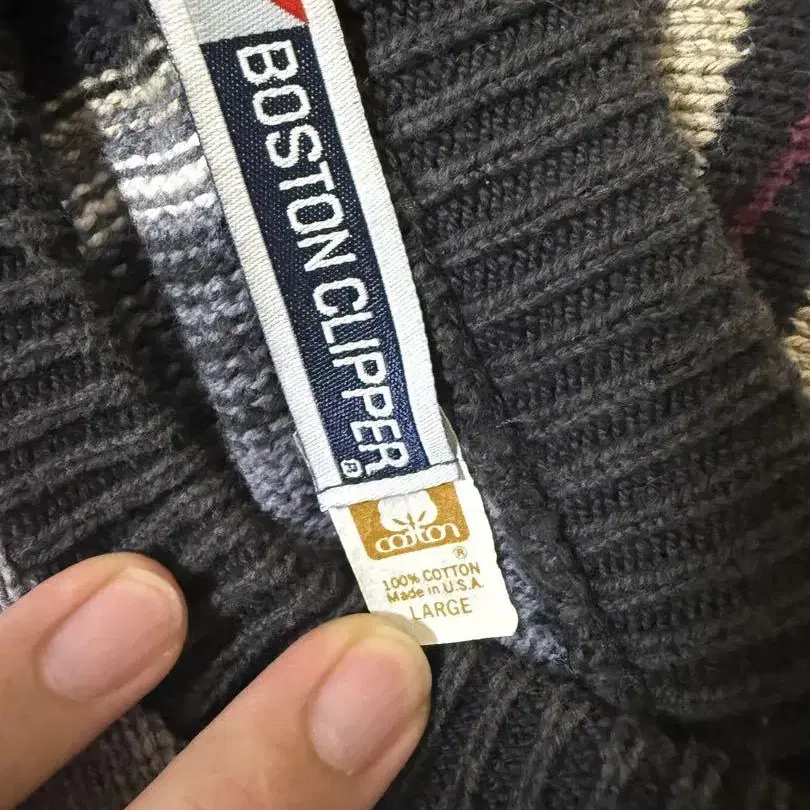 BOSTON CLIPPER®
cotton
®
100% COTTON
Made in U.S.A.
LARGE